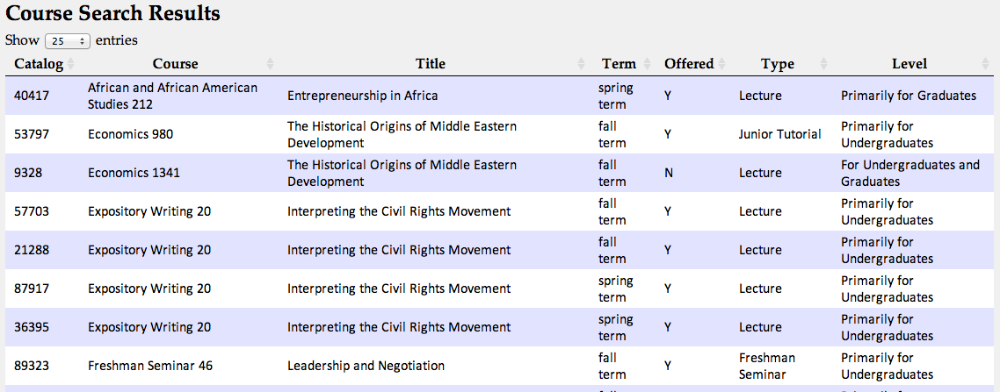 Course Search Results
Show 25 entries
Catalog Course Title Term Offered Type Level
40417 African and African American Studies 212 Entrepreneurship in Africa spring term Y Lecture Primarily for Graduates
53797 Economics 980 The Historical Origins of Middle Eastern Development fall term Y Junior Tutorial Primarily for Undergraduates
9328 Economics 1341 The Historical Origins of Middle Eastern Development fall term N Lecture For Undergraduates and Graduates
57703 Expository Writing 20 Interpreting the Civil Rights Movement fall term Y Lecture Primarily for Undergraduates
21288 Expository Writing 20 Interpreting the Civil Rights Movement fall term Y Lecture Primarily for Undergraduates
87917 Expository Writing 20 Interpreting the Civil Rights Movement spring term Y Lecture Primarily for Undergraduates
36395 Expository Writing 20 Interpreting the Civil Rights Movement spring term Y Lecture Primarily for Undergraduates
89323 Freshman Seminar 46 Leadership and Negotiation fall term Y Freshman Seminar Primarily for Undergraduates